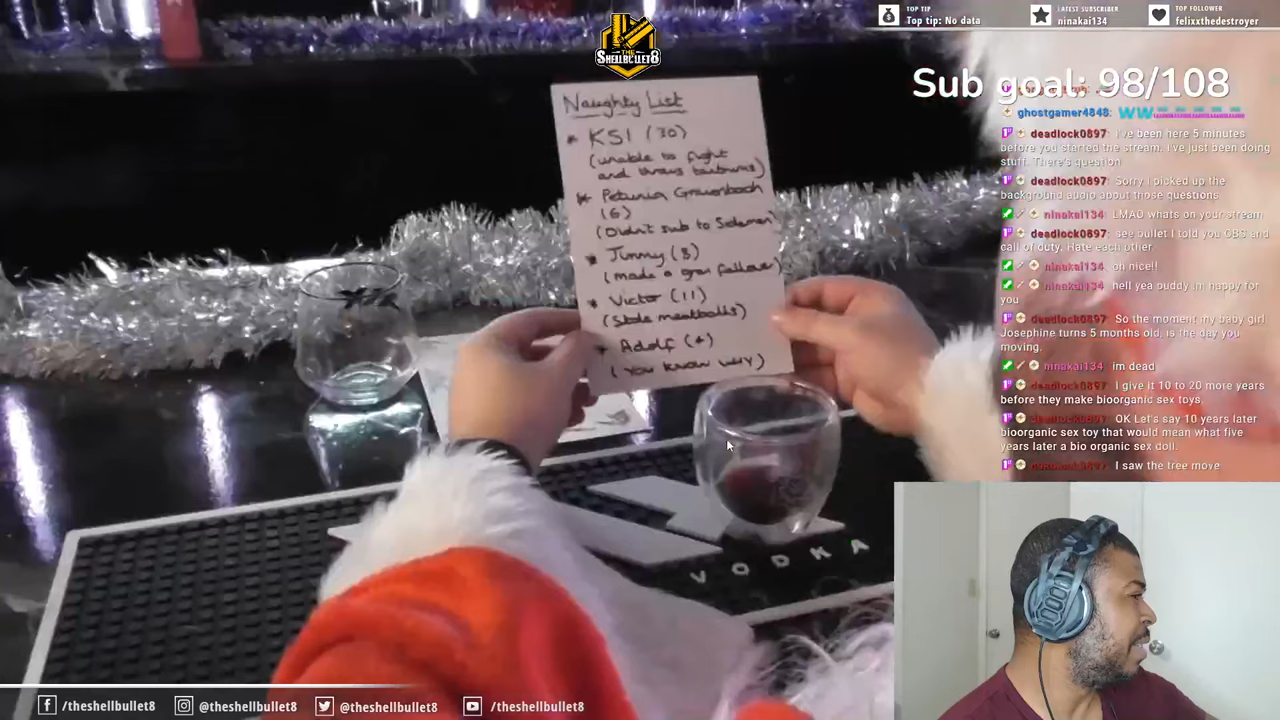 THE
SHELLBULLET8
TOP TIP
Top tip: No data
LATEST SUBSCRIBER
ninakai134
TOP FOLLOWER
felixxthedestroyer
Sub goal: 98/108
Naughty List
KSI (30)
(unable to fight
and throws tantrums)
Petunia
(6)
(Didn't sub to Sidemen)
Jimmy (8)
(made a gran fallover)
Victor (11)
(Stole meatballs)
Adolf (4)
(You know why)
VODKA
ghostgamer4848: WW
deadlock0897: I've been here 5 minutes
before you started the stream. I've just been doing
stuff. There's question
deadlock0897: Sorry I picked up the
background audio about those questions.
ninakai134: LMAO whats on your stream
deadlock0897: see bullet I told you OBS and
call of duty. Hate each other.
ninakai134: oh nice!!
ninakai134: hell yea buddy im happy for
you
deadlock0897: So the moment my baby girl
Josephine turns 5 months old, is the day you
moving.
ninakai134: im dead
deadlock0897: I give it 10 to 20 more years
before they make bioorganic sex toys.
deadlock0897: OK Let's say 10 years later
bioorganic sex toy that would mean what five
years later a bio organic sex doll.
deadlock0897: I saw the tree move
/theshellbullet8
@theshellbullet8
@theshellbullet8
/theshellbullet8